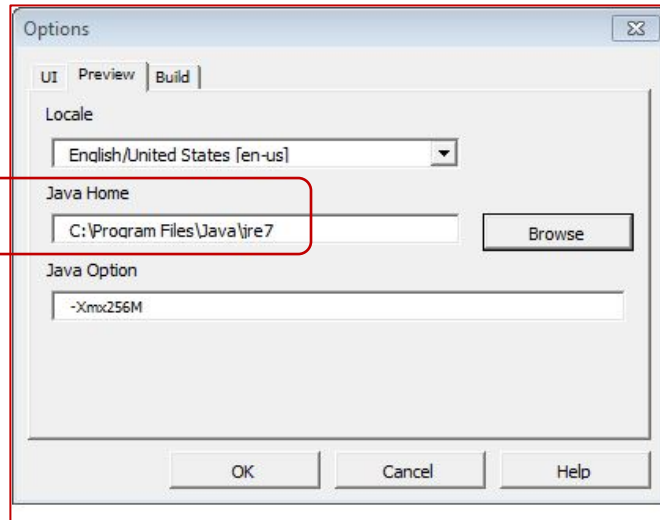 Options
UI Preview Build
Locale
English/United States [en-us]
Java Home
C:\Program Files\Java\jre7 Browse
Java Option
-Xmx256M
OK Cancel Help